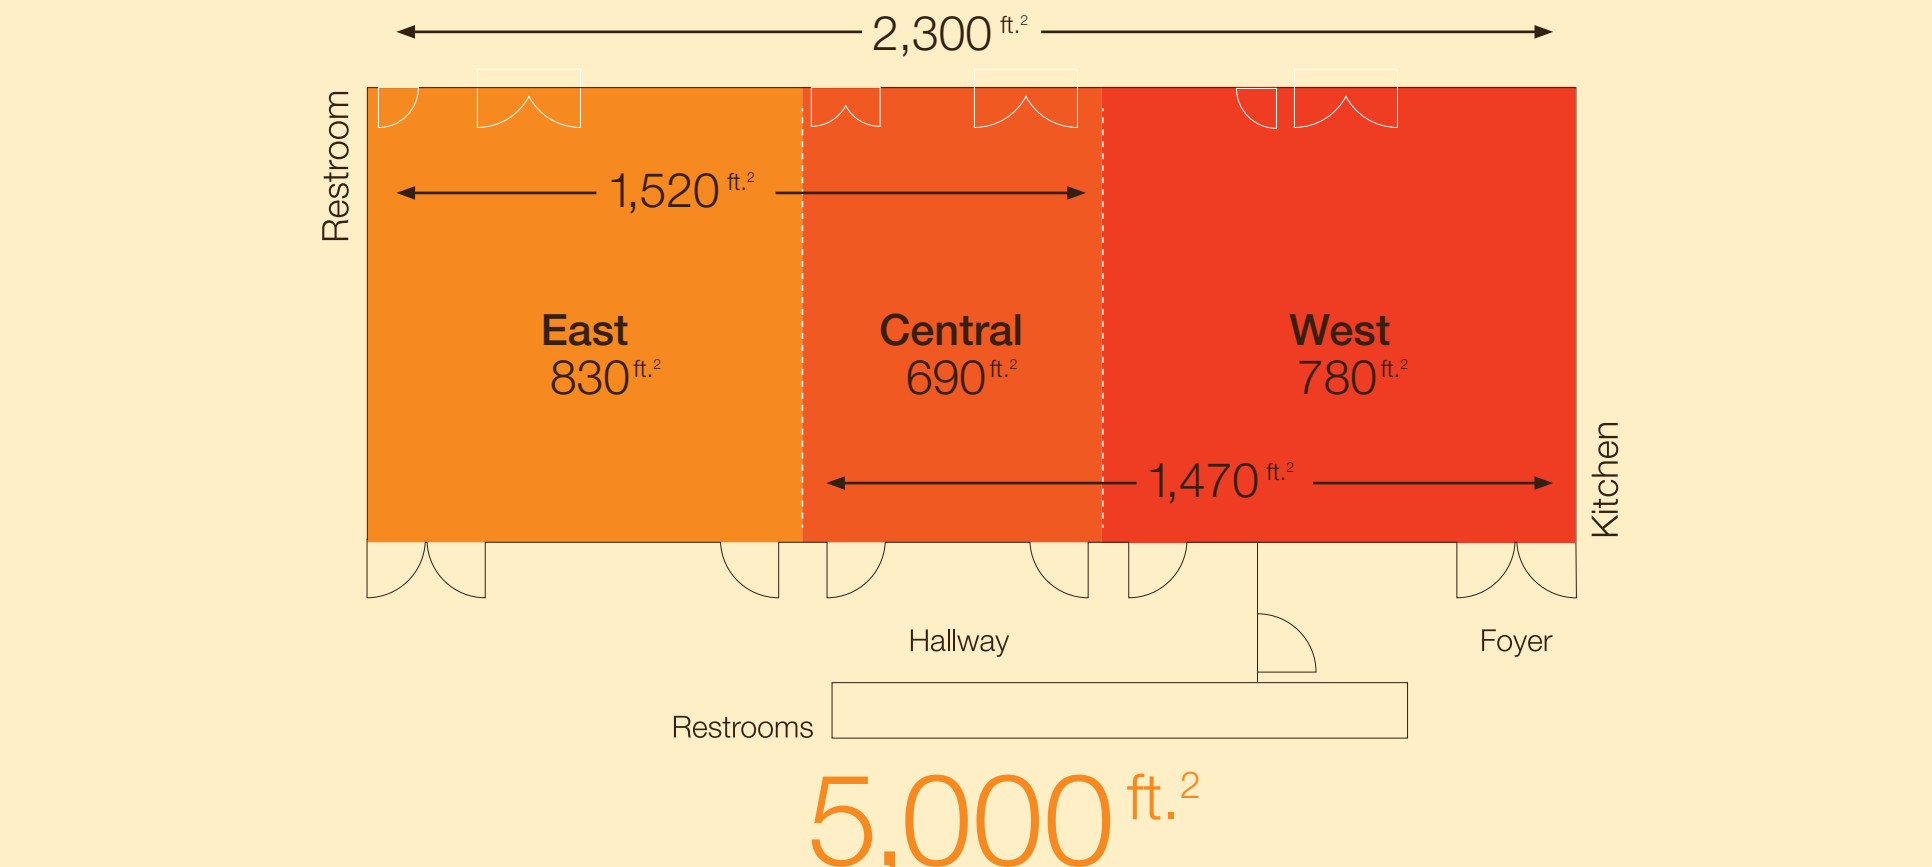 2,300 ft.²
Restroom
1,520 ft.²
East
830 ft.²
Central
690 ft.²
West
780 ft.²
1,470 ft.²
Kitchen
Hallway
Foyer
Restrooms
5,000 ft.²